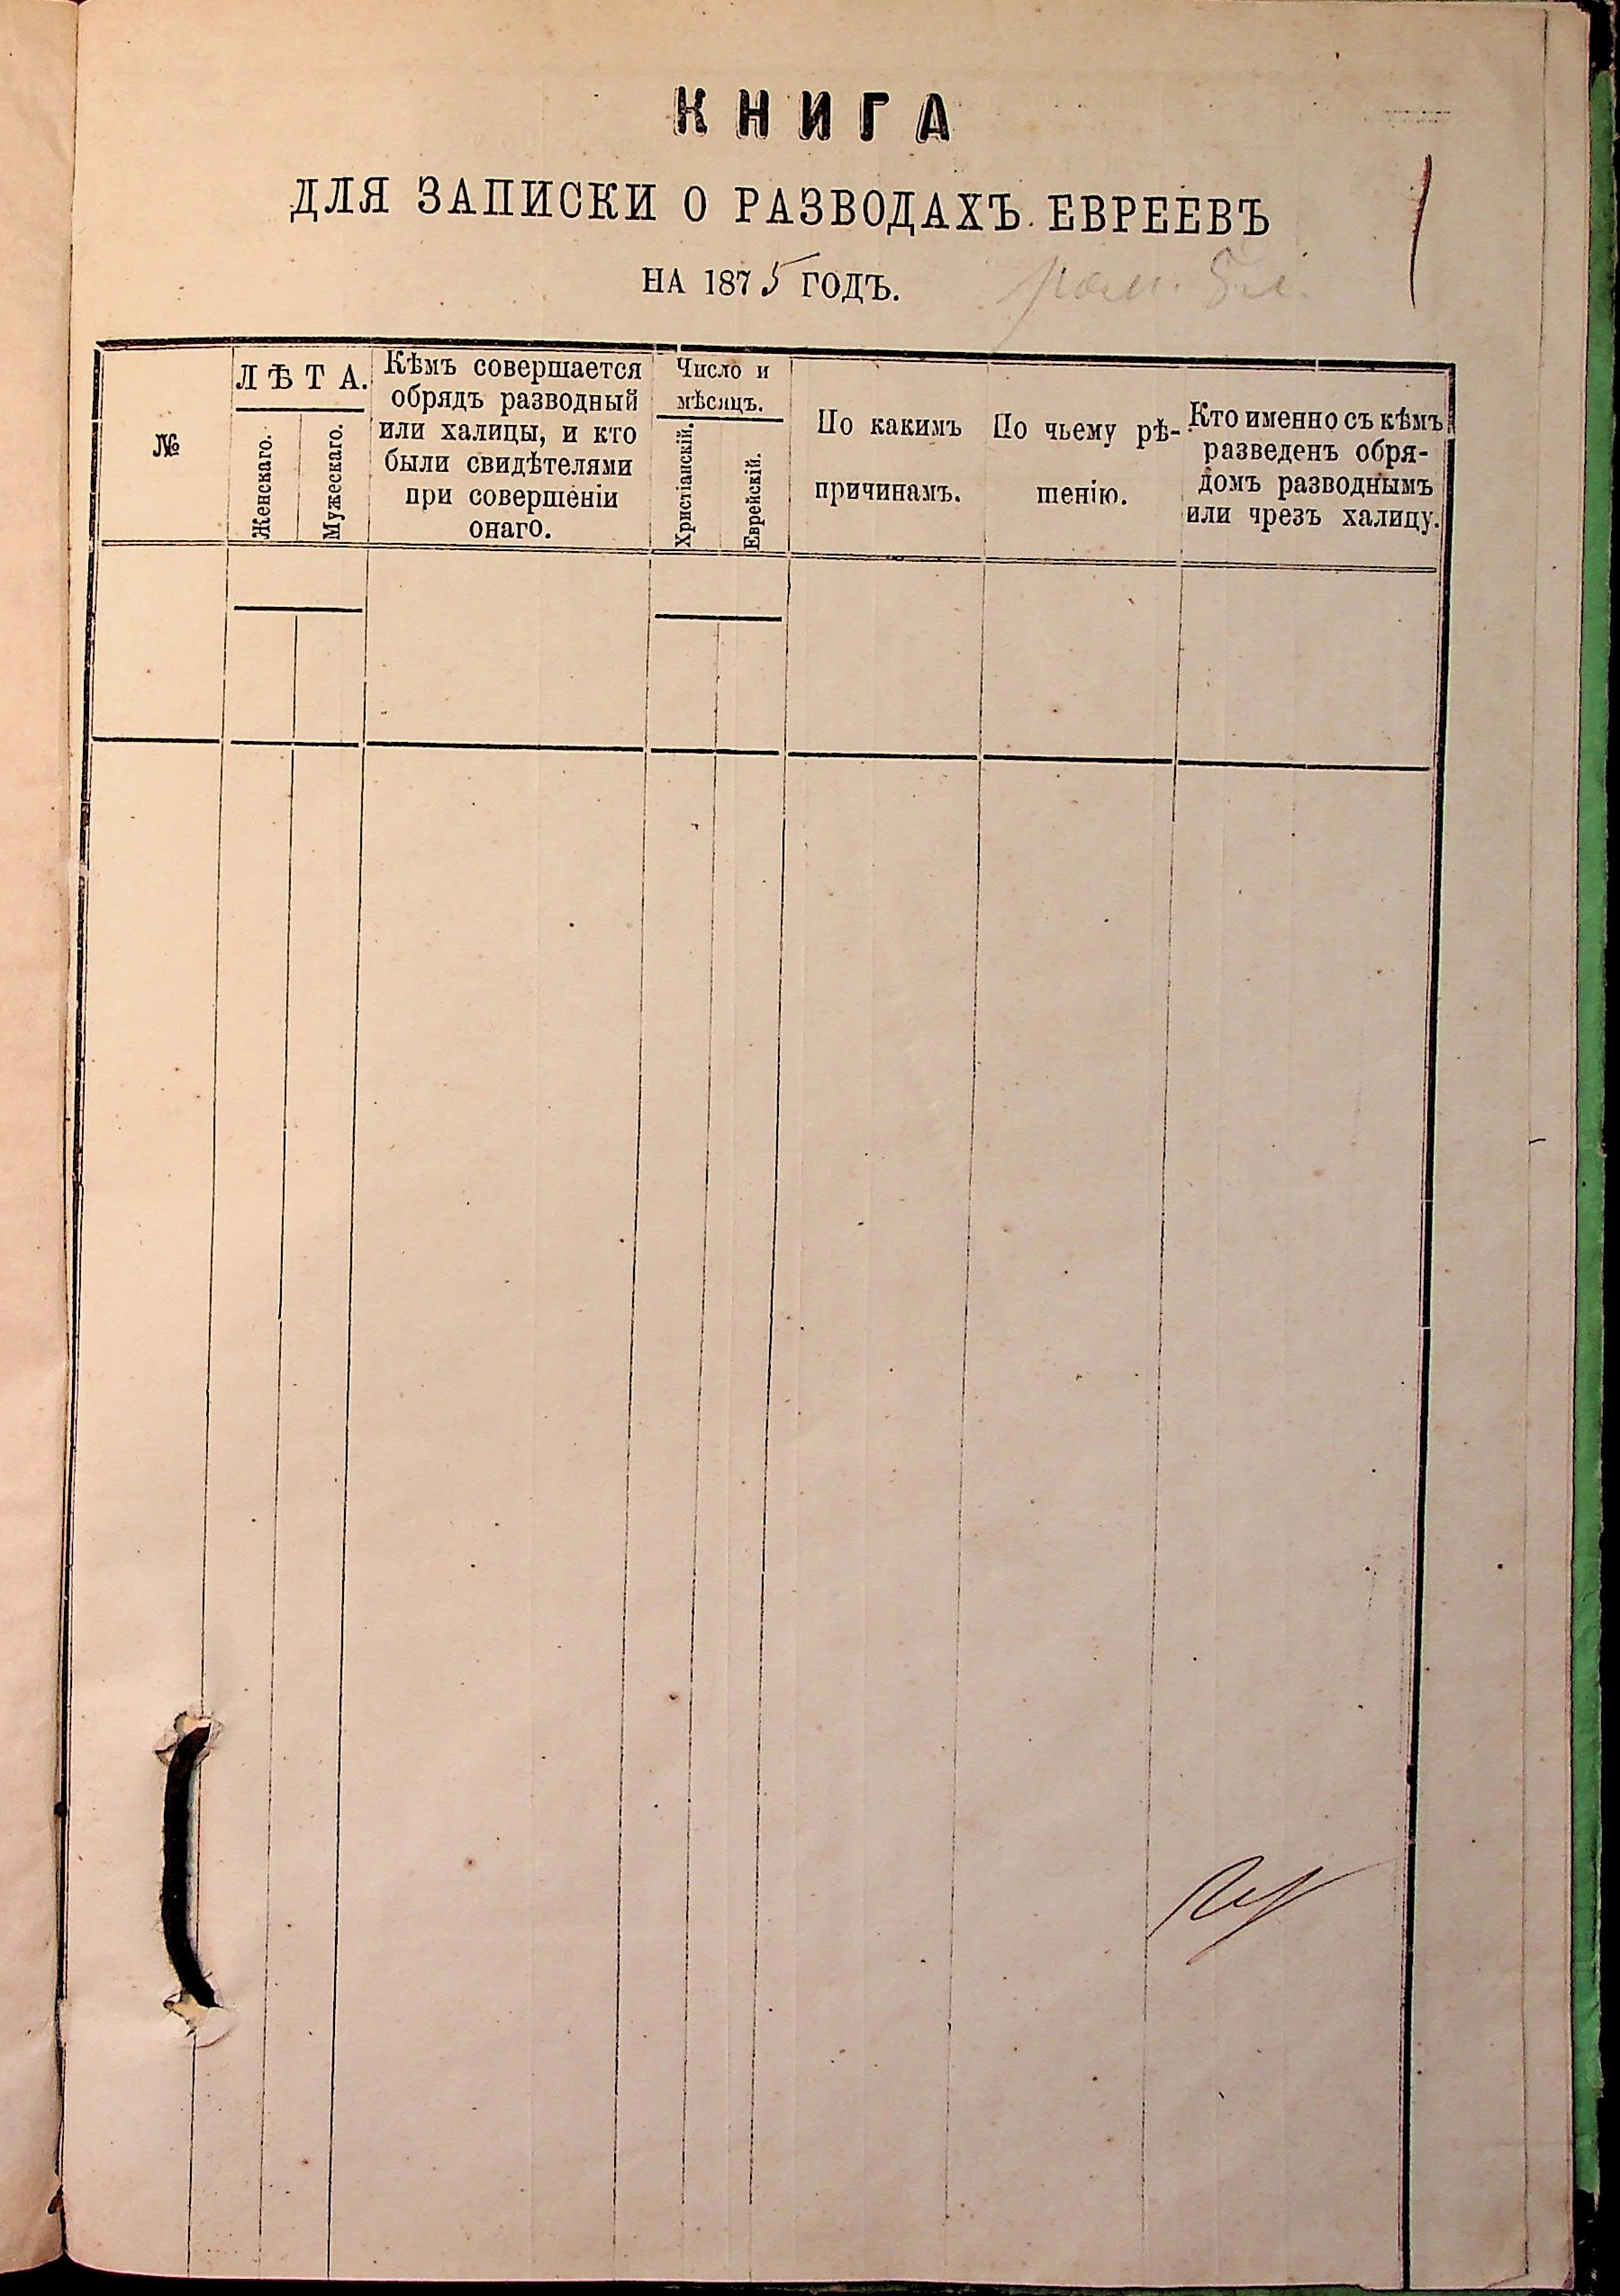 КНИГА
ДЛЯ ЗАПИСКИ О РАЗВОДАХЪ ЕВРЕЕВЪ
НА 1875 ГОДЪ.
№
ЛѢТА.
Женскаго.
Мужескаго.
Кѣмъ совершается
обрядъ разводный
или халицы, и кто
были свидѣтелями
при совершеніи
онаго.
Число и
мѣсяцъ.
Христіанскій.
Еврейскій.
По какимъ
причинамъ.
По чьему рѣ-
шенію.
Кто именно съ кѣмъ
разведенъ обря-
домъ разводнымъ
или чрезъ халицу.